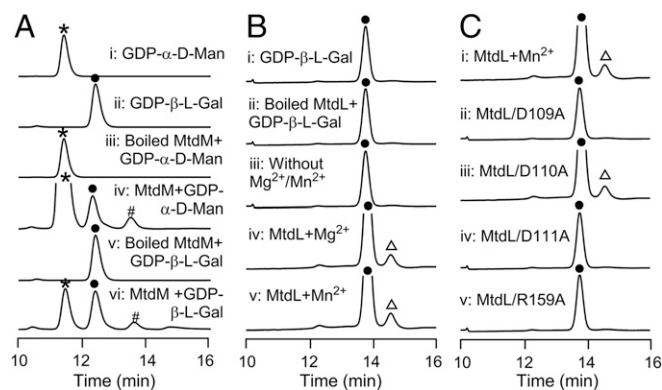 A
i: GDP-α-D-Man
ii: GDP-β-L-Gal
iii: Boiled MtdM+
GDP-α-D-Man
iv: MtdM+GDP-
α-D-Man
#
v: Boiled MtdM+
GDP-β-L-Gal
vi: MtdM +GDP-
β-L-Gal
#
10 12 14 16
Time (min)
B
i: GDP-β-L-Gal
ii: Boiled MtdL+
GDP-β-L-Gal
iii: Without
Mg²⁺/Mn²⁺
iv: MtdL+Mg²⁺
v: MtdL+Mn²⁺
10 12 14 16
Time (min)
C
i: MtdL+Mn²⁺
ii: MtdL/D109A
iii: MtdL/D110A
iv: MtdL/D111A
v: MtdL/R159A
10 12 14 16
Time (min)